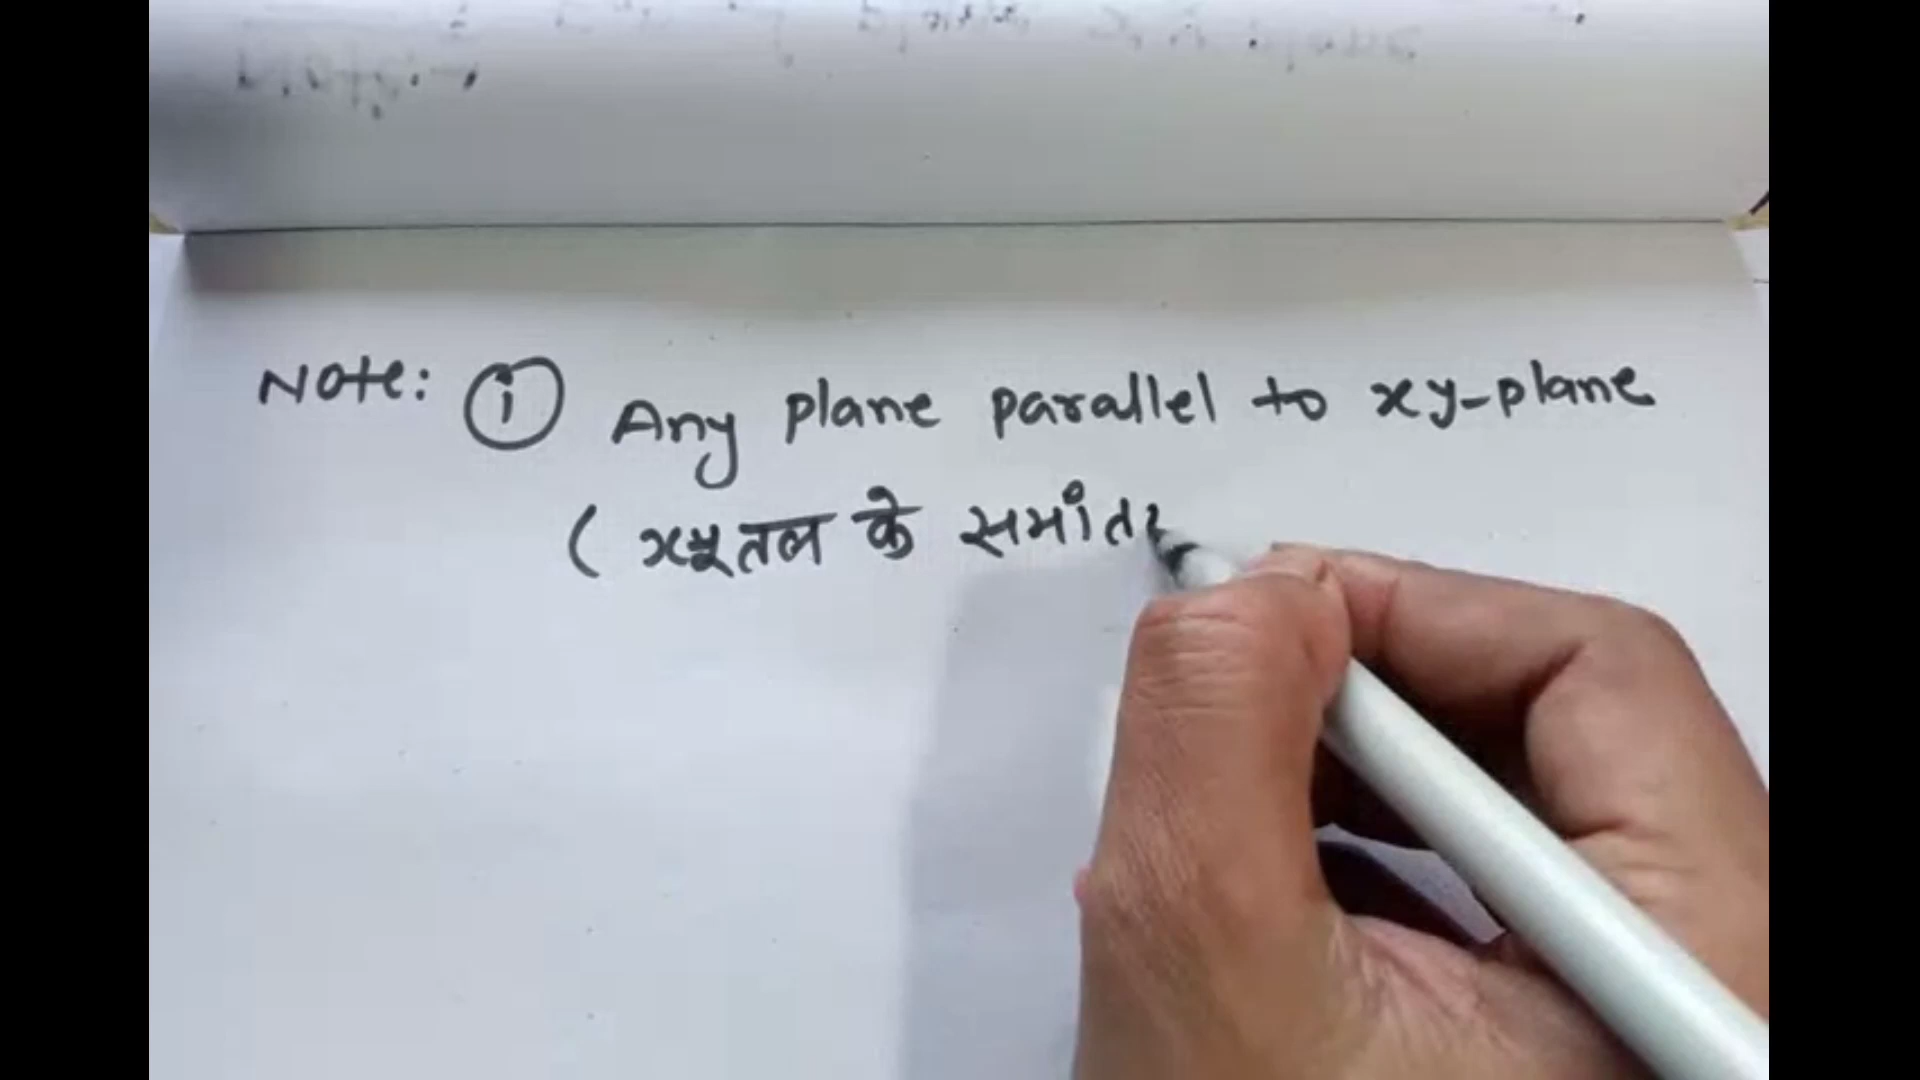 Note: (i) Any plane parallel to xy-plane
( xy तल के समांतर